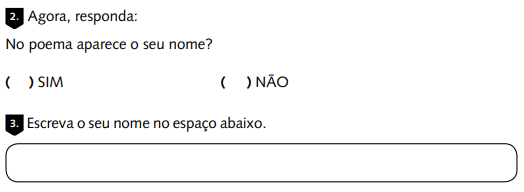 2. Agora, responda:
No poema aparece o seu nome?
( ) SIM ( ) NÃO
3. Escreva o seu nome no espaço abaixo.